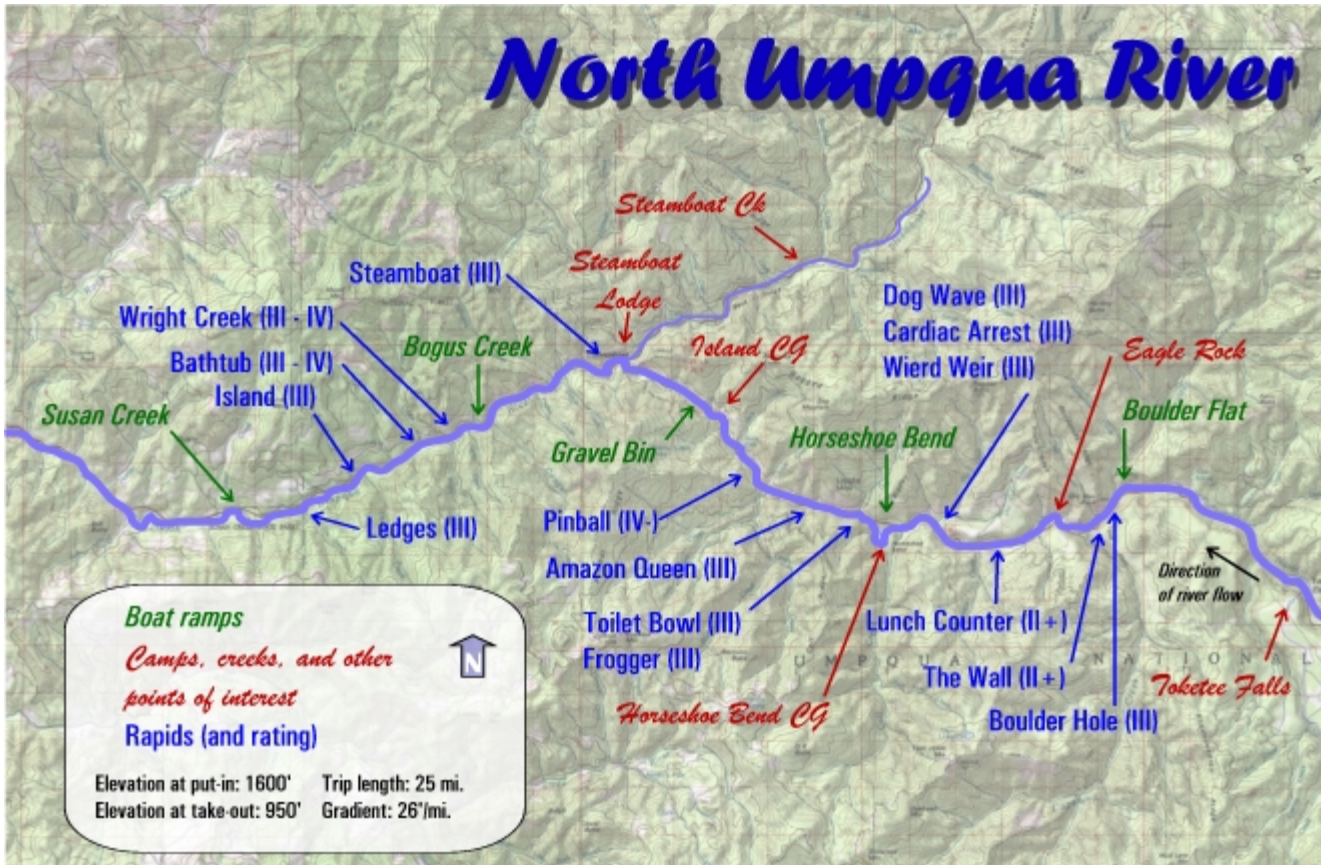 North Umpqua River
Steamboat Ck
Steamboat
Lodge
Steamboat (III)
Wright Creek (III - IV)
Bathtub (III - IV)
Island (III)
Bogus Creek
Susan Creek
Island CG
Dog Wave (III)
Cardiac Arrest (III)
Wierd Weir (III)
Eagle Rock
Boulder Flat
Horseshoe Bend
Gravel Bin
Ledges (III)
Pinball (IV-)
Amazon Queen (III)
Toilet Bowl (III)
Frogger (III)
Horseshoe Bend CG
Lunch Counter (II+)
The Wall (II+)
Boulder Hole (III)
Direction
of river flow
Toketee Falls
UMPQUA NATIONAL
Boat ramps
Camps, creeks, and other
points of interest
Rapids (and rating)
N
Elevation at put-in: 1600' Trip length: 25 mi.
Elevation at take-out: 950' Gradient: 26'/mi.